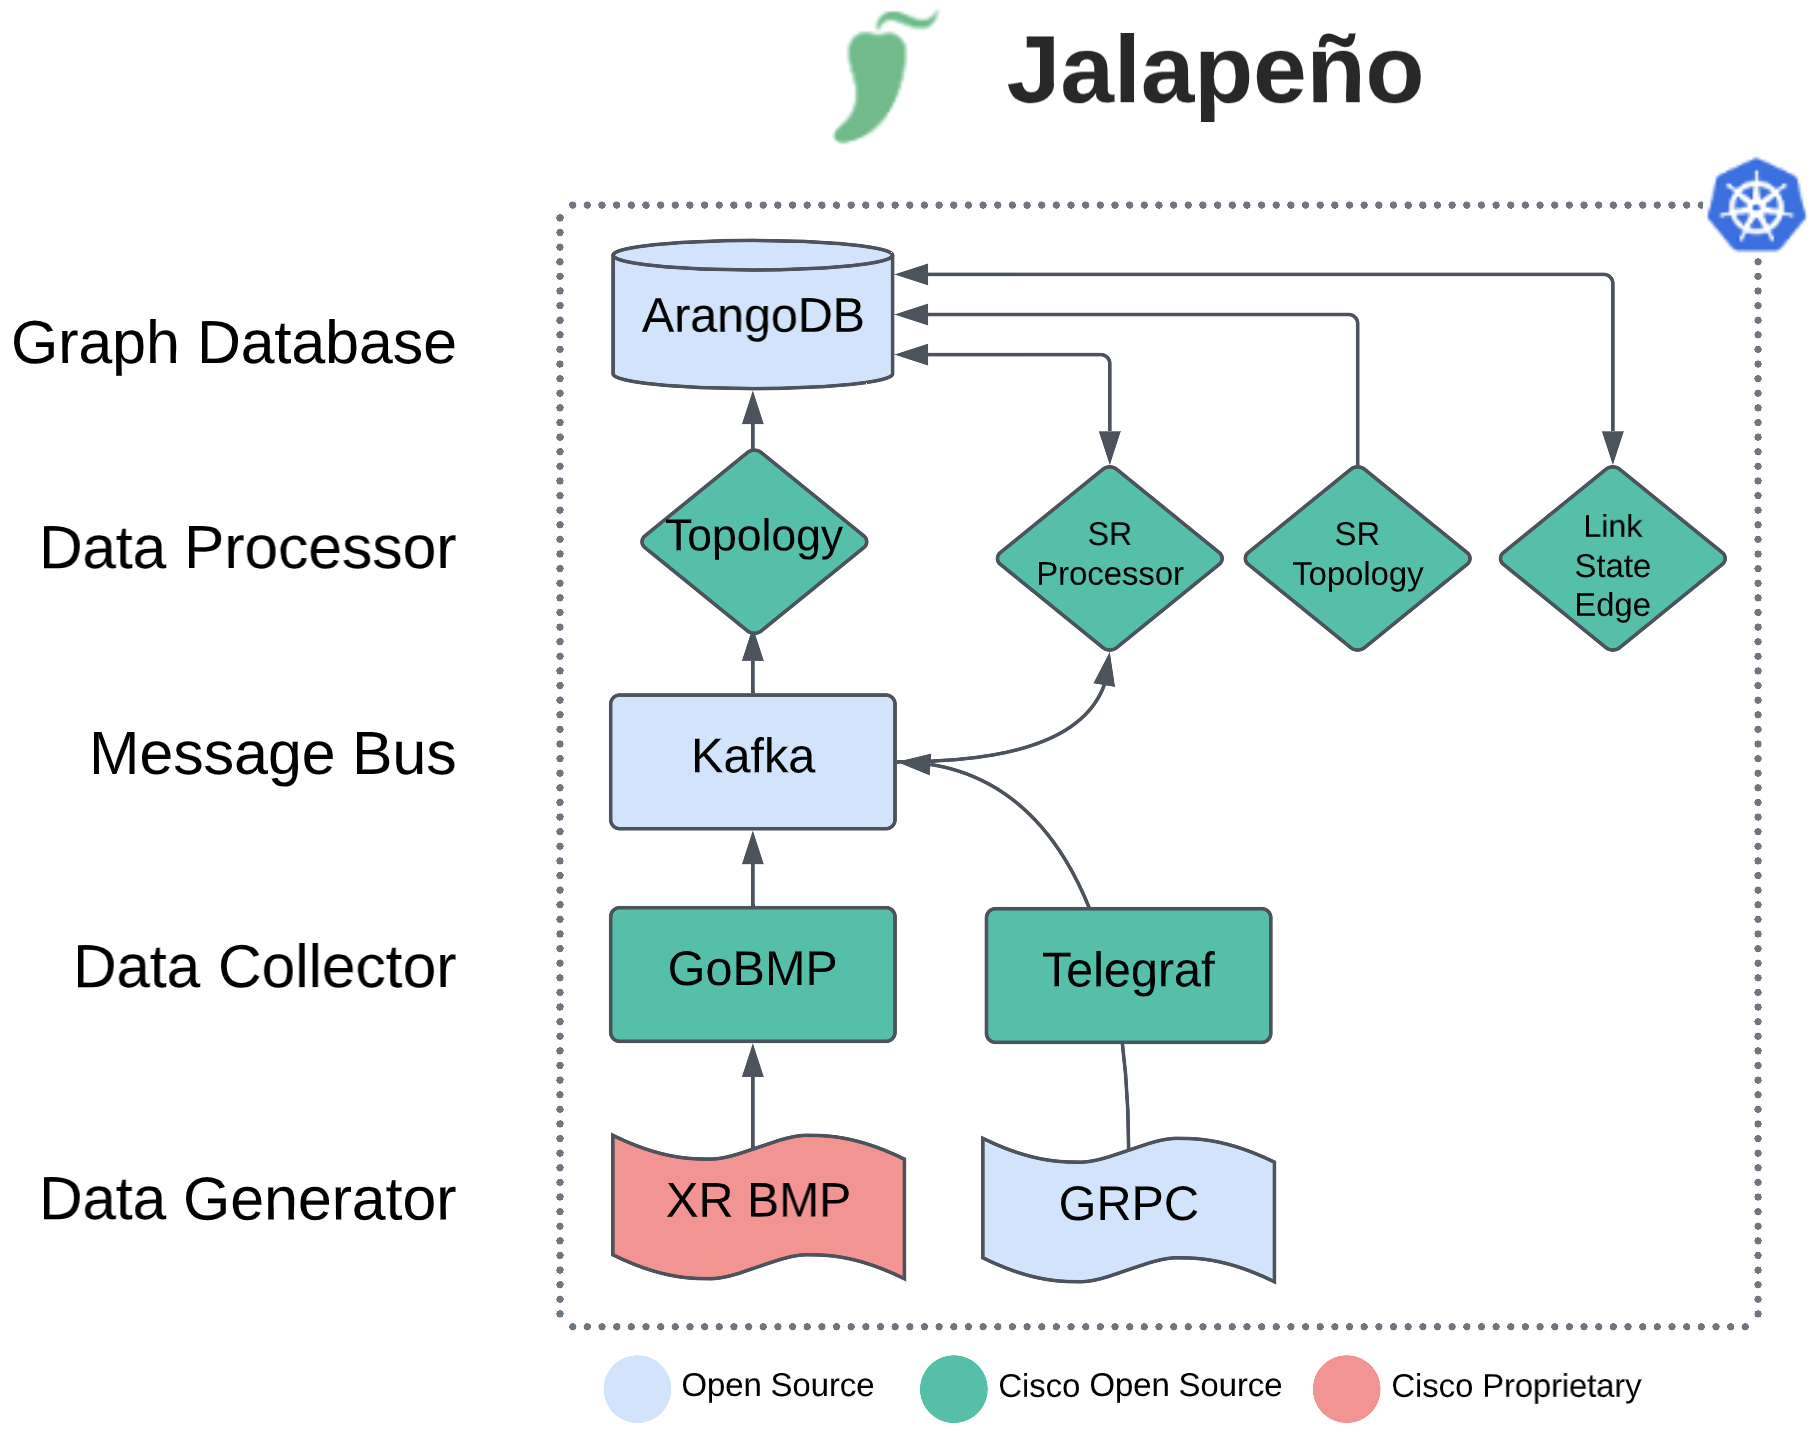 Jalapeño
Graph Database
ArangoDB
Data Processor
Topology
SR
Processor
SR
Topology
Link
State
Edge
Message Bus
Kafka
Data Collector
GoBMP
Telegraf
Data Generator
XR BMP
GRPC
Open Source
Cisco Open Source
Cisco Proprietary